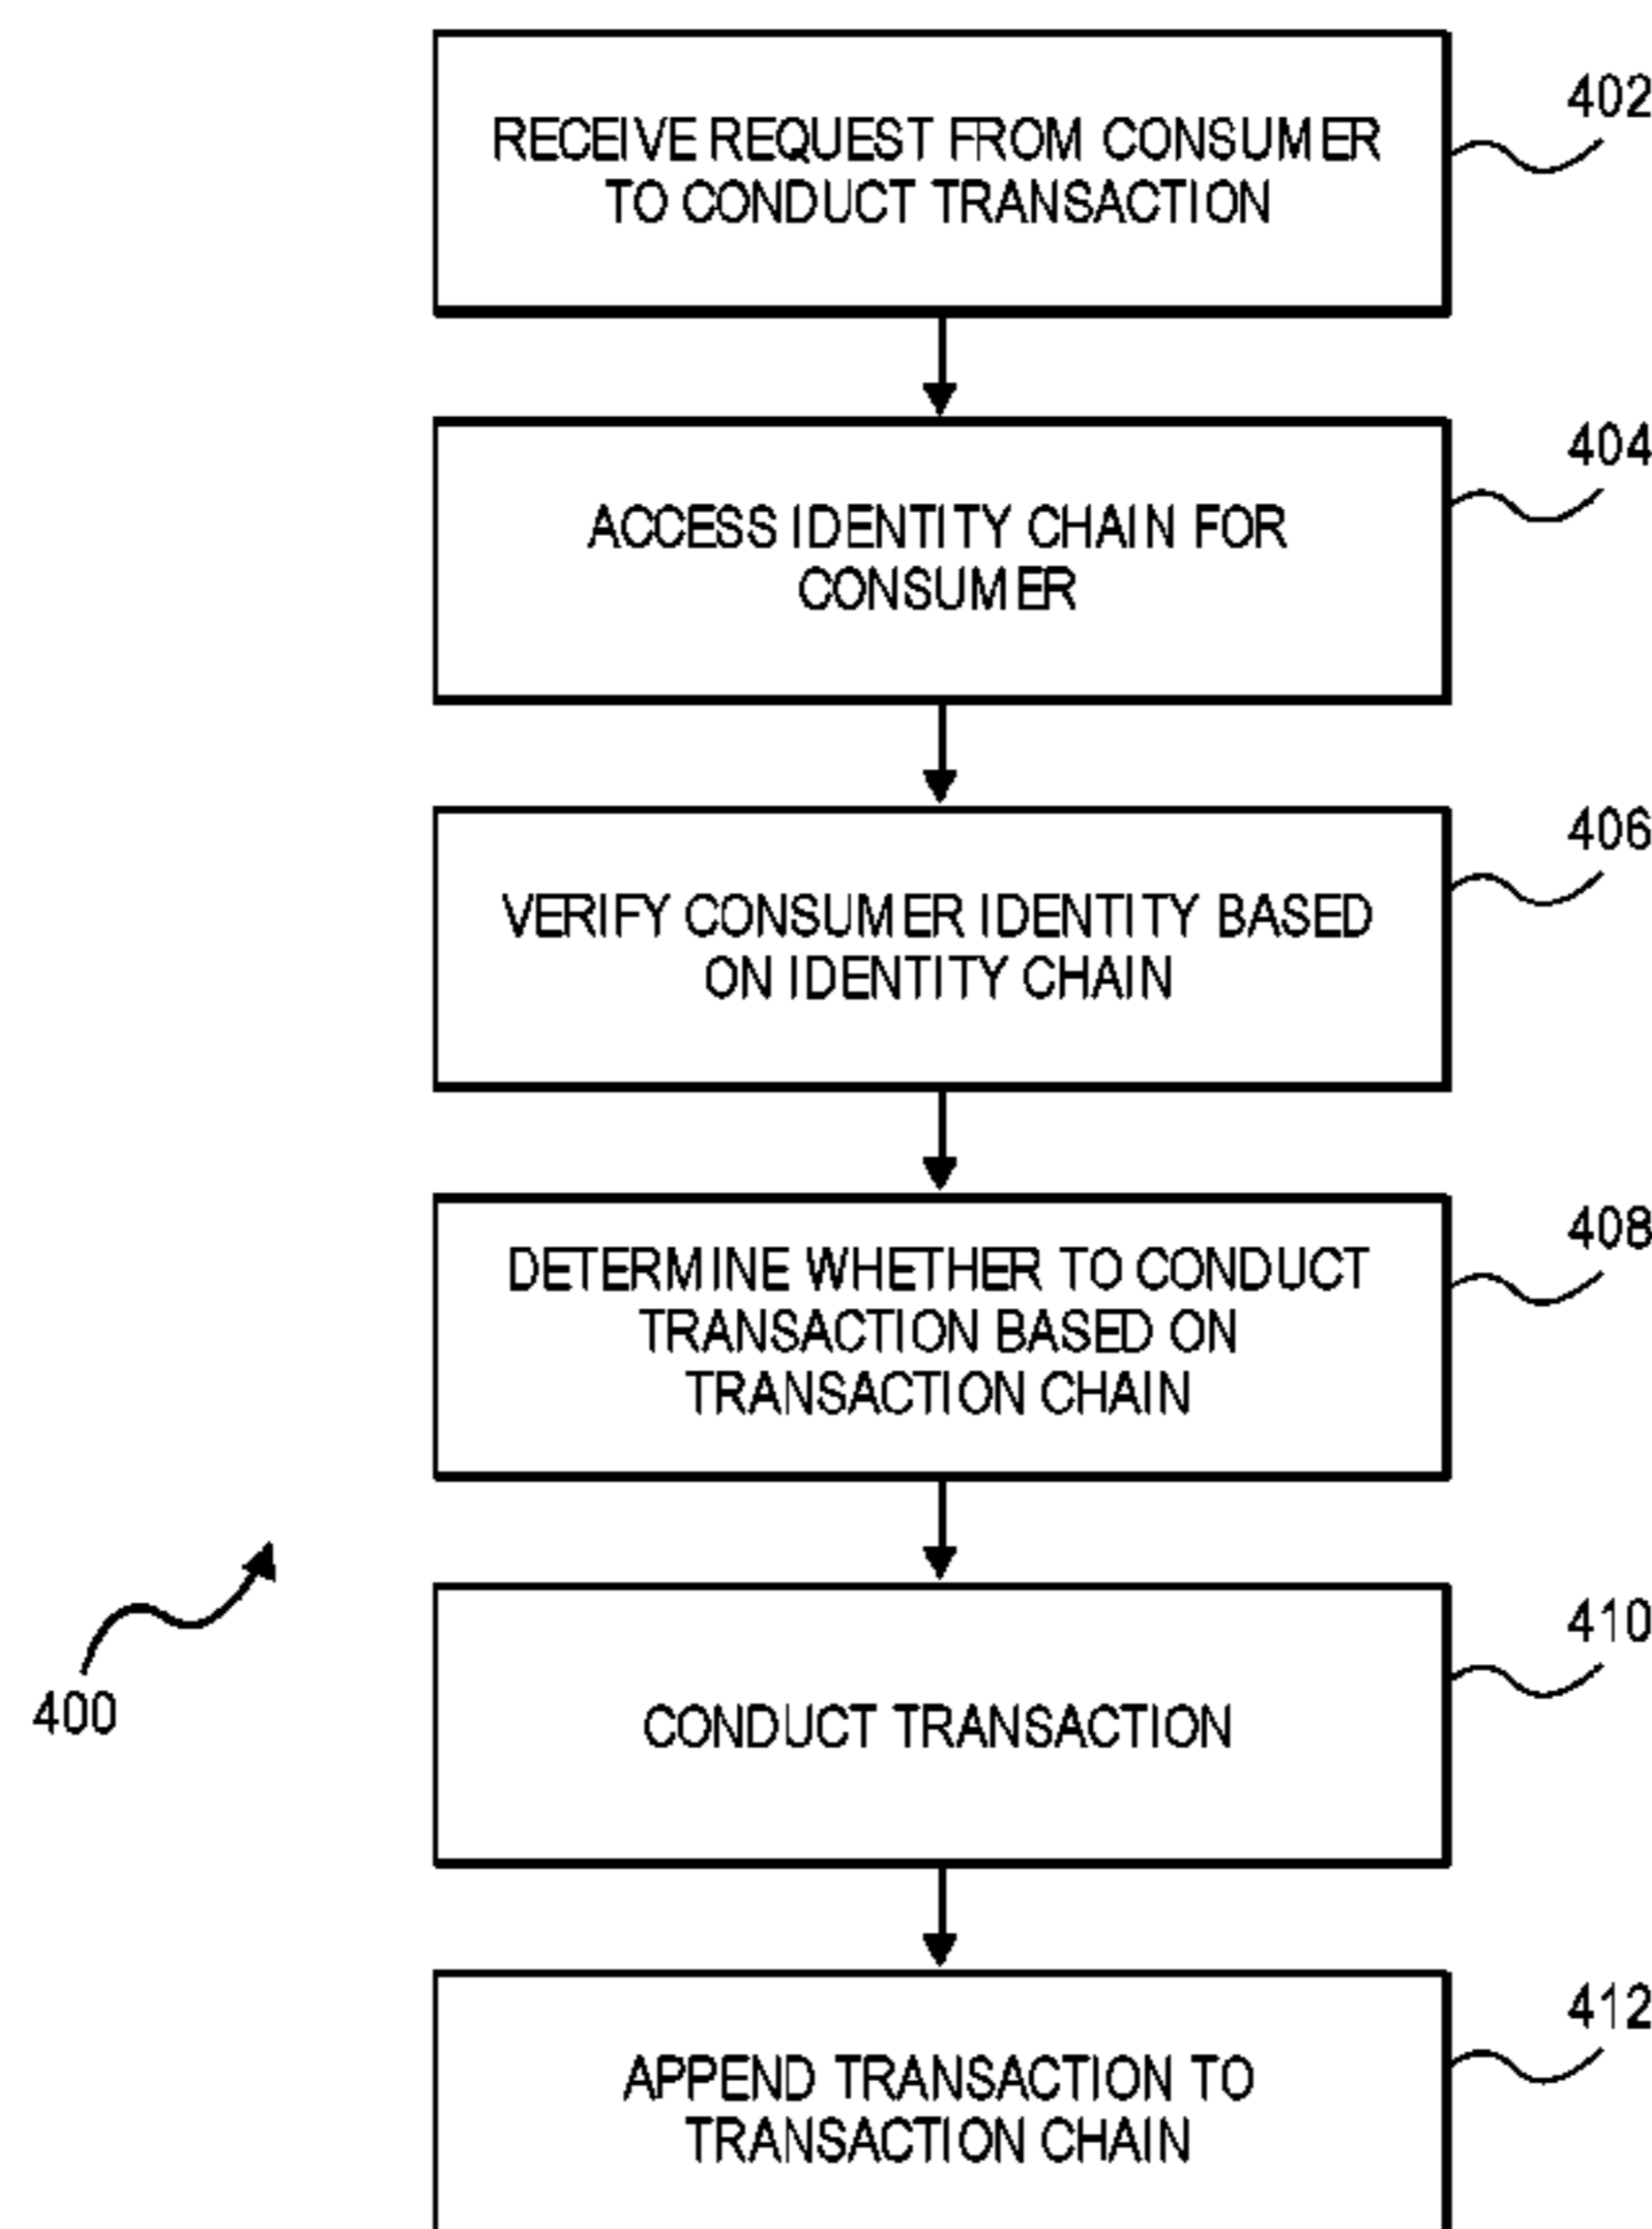 RECEIVE REQUEST FROM CONSUMER
TO CONDUCT TRANSACTION
402
ACCESS IDENTITY CHAIN FOR
CONSUMER
404
VERIFY CONSUMER IDENTITY BASED
ON IDENTITY CHAIN
406
DETERMINE WHETHER TO CONDUCT
TRANSACTION BASED ON
TRANSACTION CHAIN
408
CONDUCT TRANSACTION
410
400
APPEND TRANSACTION TO
TRANSACTION CHAIN
412